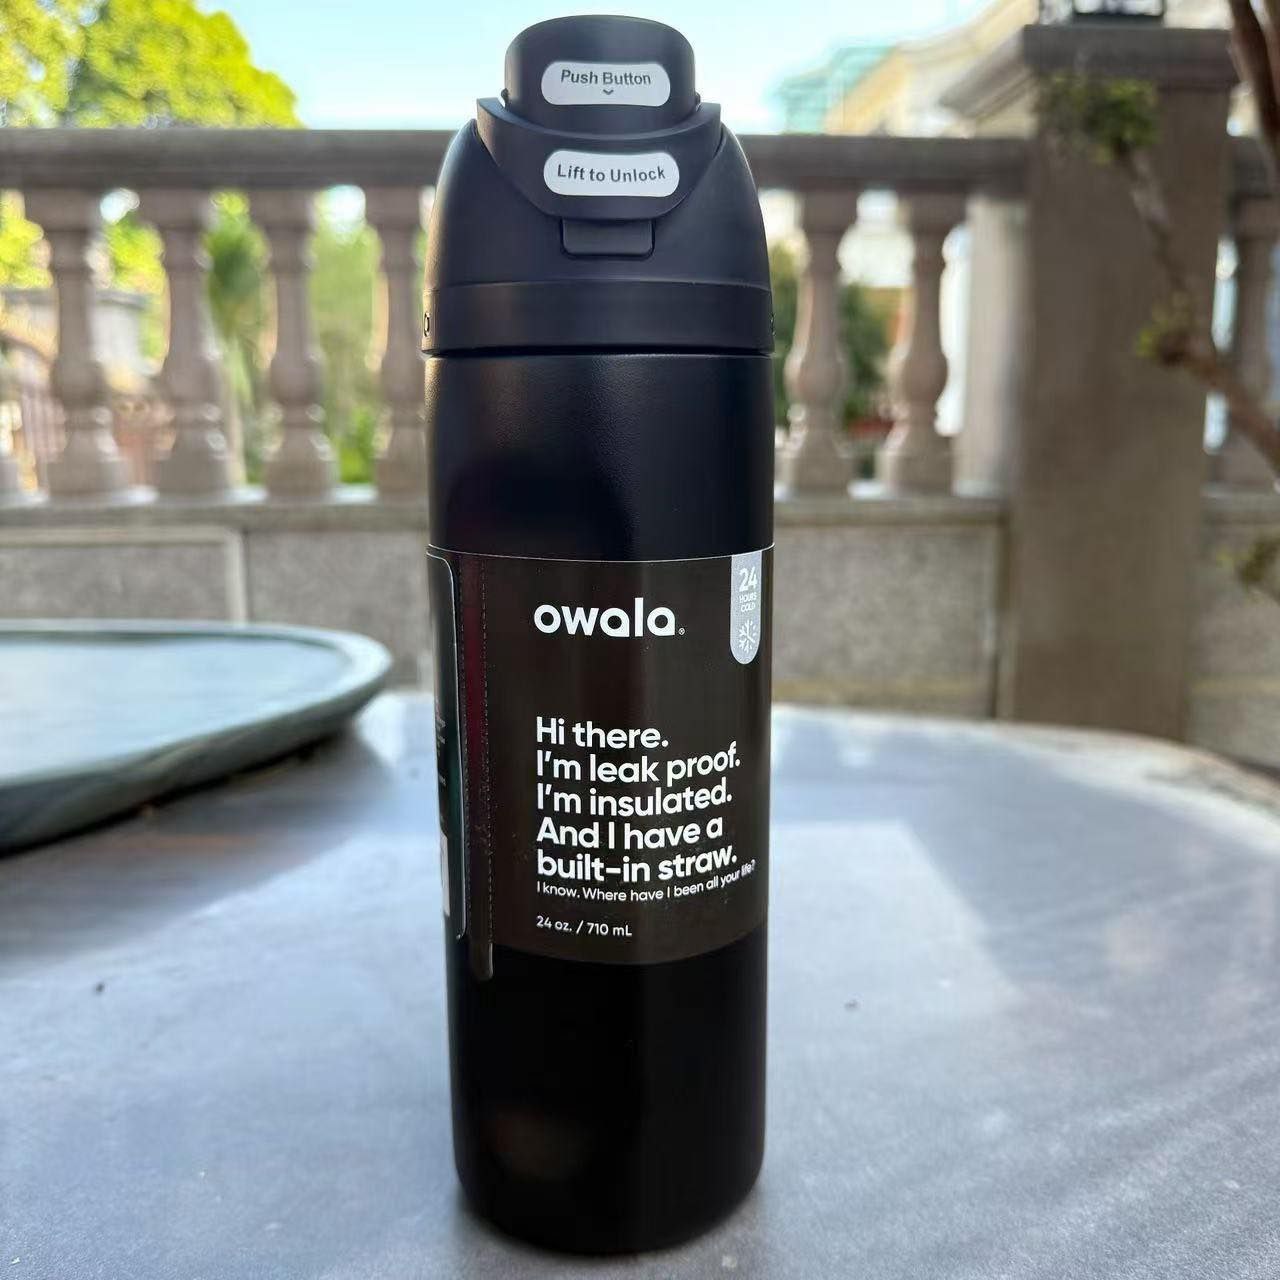 Push Button
Lift to Unlock
24
HOURS
COLD
owala®
Hi there.
I'm leak proof.
I'm insulated.
And I have a
built-in straw.
I know. Where have I been all your life?
24 oz. / 710 mL